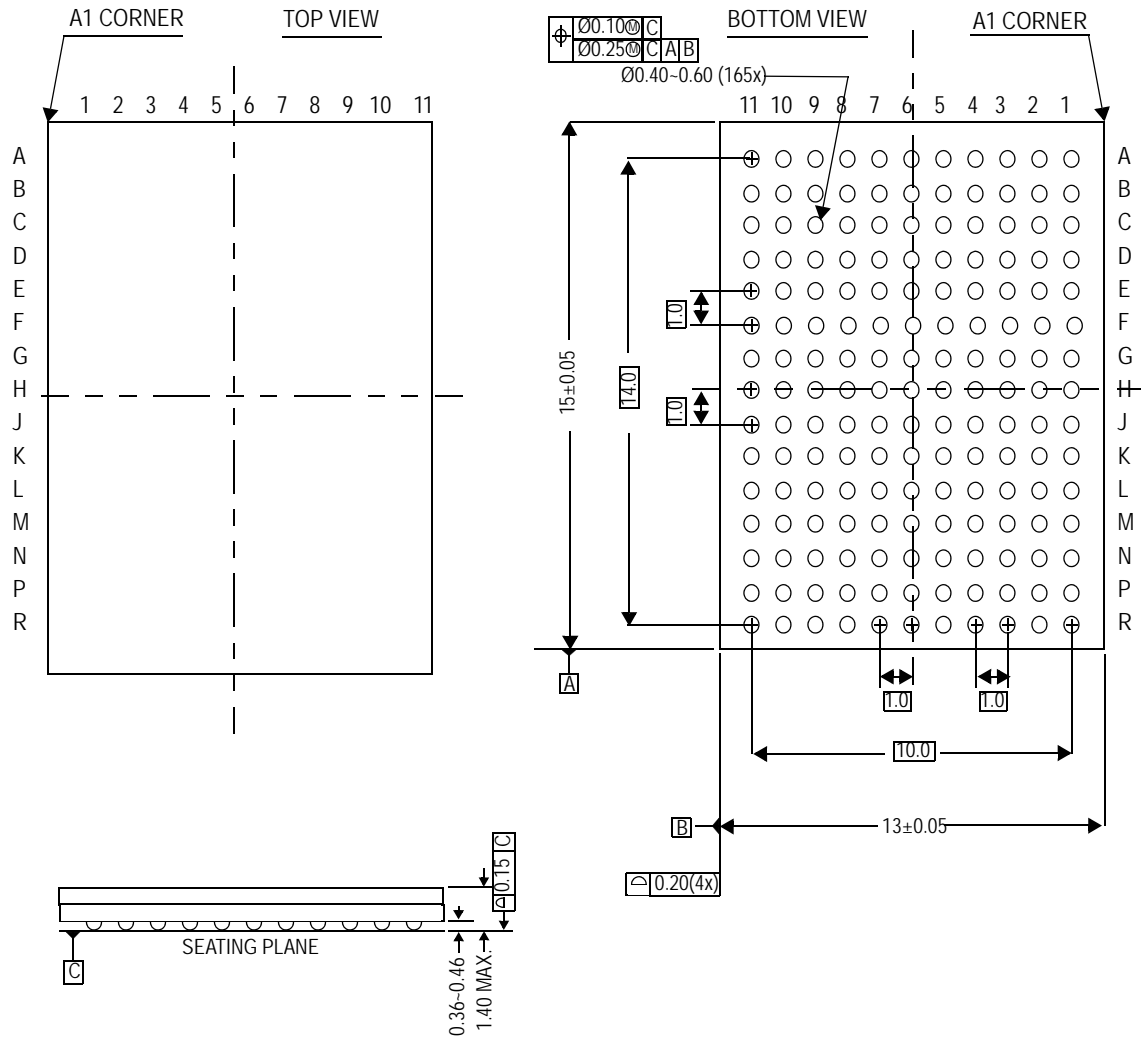 A1 CORNER
TOP VIEW
1 2 3 4 5 6 7 8 9 10 11
A
B
C
D
E
F
G
H
J
K
L
M
N
P
R
Ø0.10Ⓜ C
Ø0.25Ⓜ C A B
Ø0.40~0.60 (165x)
BOTTOM VIEW
A1 CORNER
11 10 9 8 7 6 5 4 3 2 1
A
B
C
D
E
F
G
H
J
K
L
M
N
P
R
1.0
1.0
14.0
15±0.05
A
1.0
1.0
10.0
B
13±0.05
0.20(4x)
0.15 C
SEATING PLANE
C
0.36~0.46
1.40 MAX.